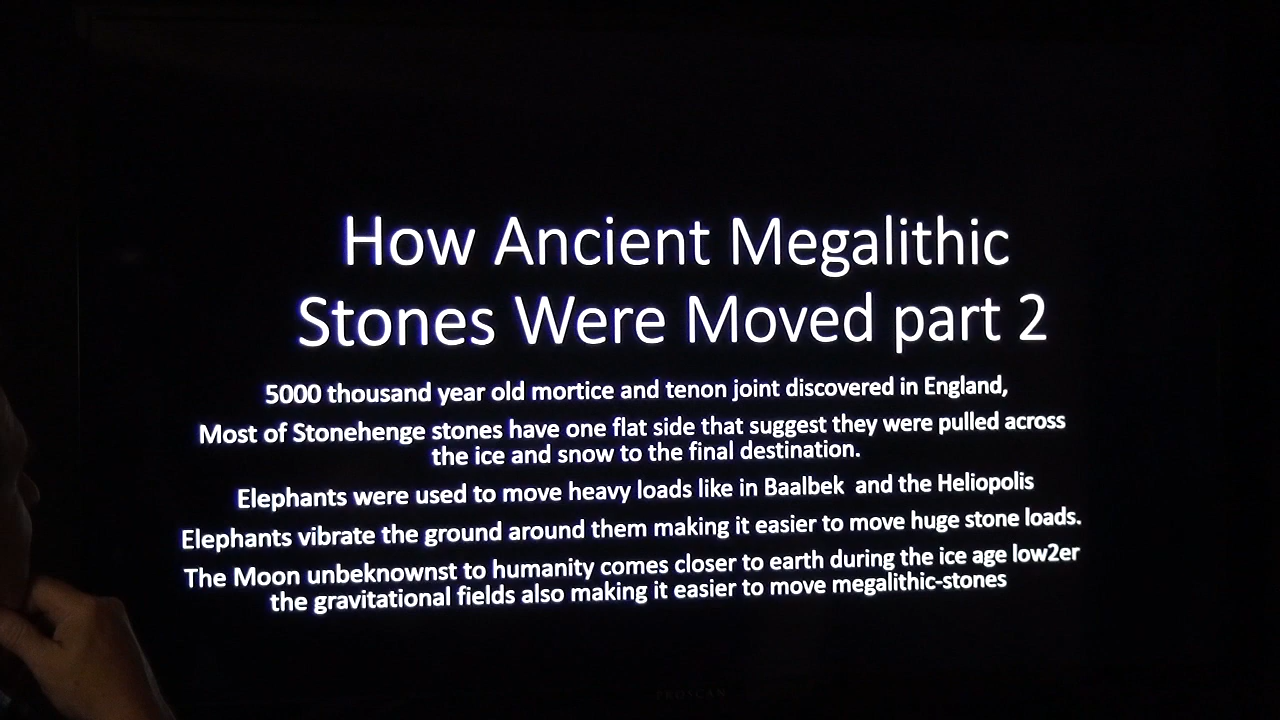 How Ancient Megalithic
Stones Were Moved part 2
5000 thousand year old mortice and tenon joint discovered in England,
Most of Stonehenge stones have one flat side that suggest they were pulled across
the ice and snow to the final destination.
Elephants were used to move heavy loads like in Baalbek and the Heliopolis
Elephants vibrate the ground around them making it easier to move huge stone loads.
The Moon unbeknownst to humanity comes closer to earth during the ice age low2er
the gravitational fields also making it easier to move megalithic-stones